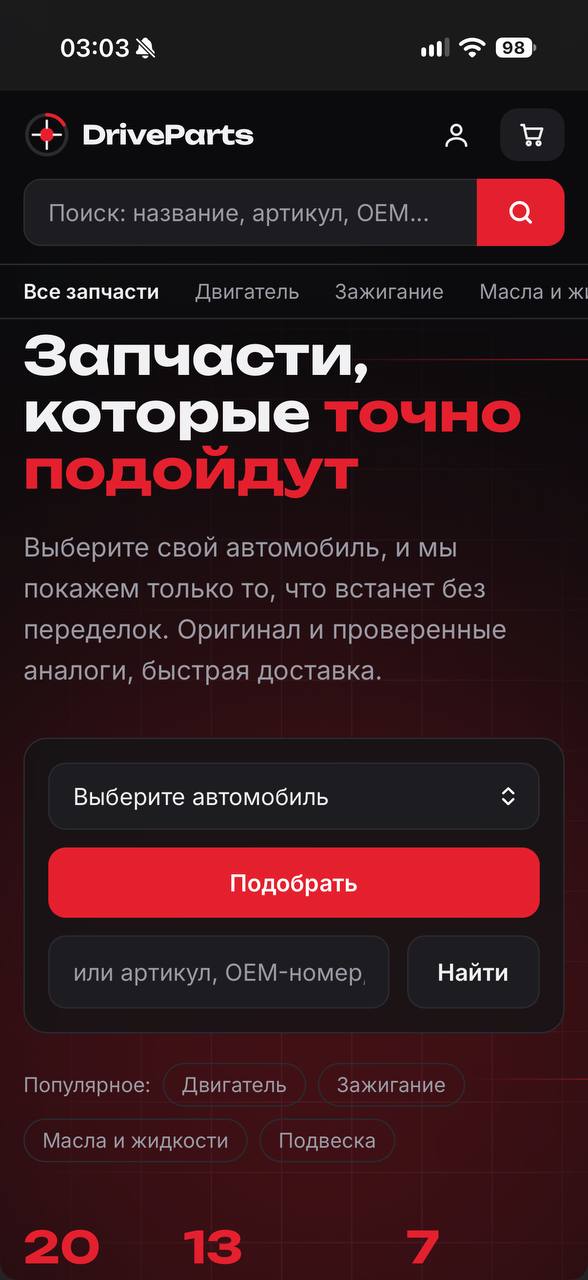 03:03
98
DriveParts
Поиск: название, артикул, OEM...
Все запчасти Двигатель Зажигание Масла и жи
Запчасти,
которые точно
подойдут
Выберите свой автомобиль, и мы
покажем только то, что встанет без
переделок. Оригинал и проверенные
аналоги, быстрая доставка.
Выберите автомобиль
Подобрать
или артикул, OEM-номер, Найти
Популярное: Двигатель Зажигание
Масла и жидкости Подвеска
20 13 7